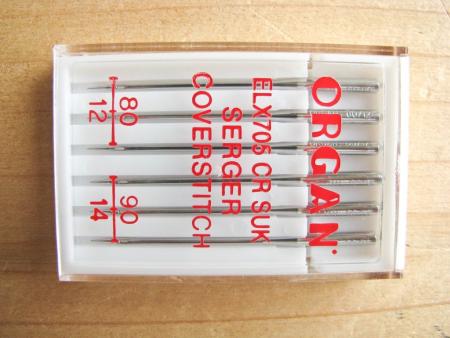 ORGAN
ELX705 CR SUK
SERGER
COVERSTITCH
80
12
90
14